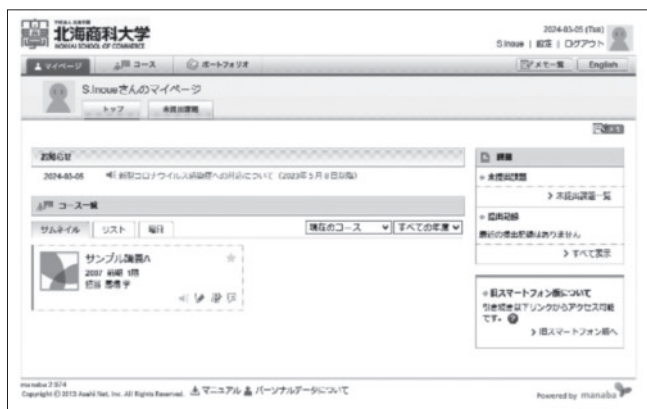 北海商科大学
HOKKAI SCHOOL OF COMMERCE
2024-03-05 (Tue)
S.Inoue | 設定 | ログアウト
マイページ
コース
ポートフォリオ
メモ一覧
English
S.Inoueさんのマイページ
トップ
未提出課題
お知らせ
2024-03-05 新型コロナウイルス感染症への対応について (2023年5月8日以降)
コース一覧
サムネイル リスト 曜日
現在のコース すべての年度
サンプル講義A
2007 前期 1限
担当
課題
未提出課題
未提出課題一覧
提出記録
最近の提出記録はありません
すべて表示
旧スマートフォン版について
引き続き以下リンクからアクセス可能
です。
旧スマートフォン版へ
manaba 2.974
Copyright © 2013 Asahi Net, Inc. All Rights Reserved.
マニュアル パーソナルデータについて
Powered by manaba